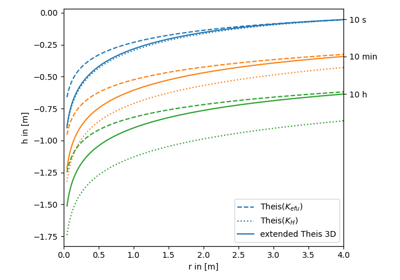 0.00
−0.25
−0.50
−0.75
−1.00
−1.25
−1.50
−1.75
h in [m]
10 s
10 min
10 h
Theis(K_efu)
Theis(K_H)
extended Theis 3D
0.0 0.5 1.0 1.5 2.0 2.5 3.0 3.5 4.0
r in [m]